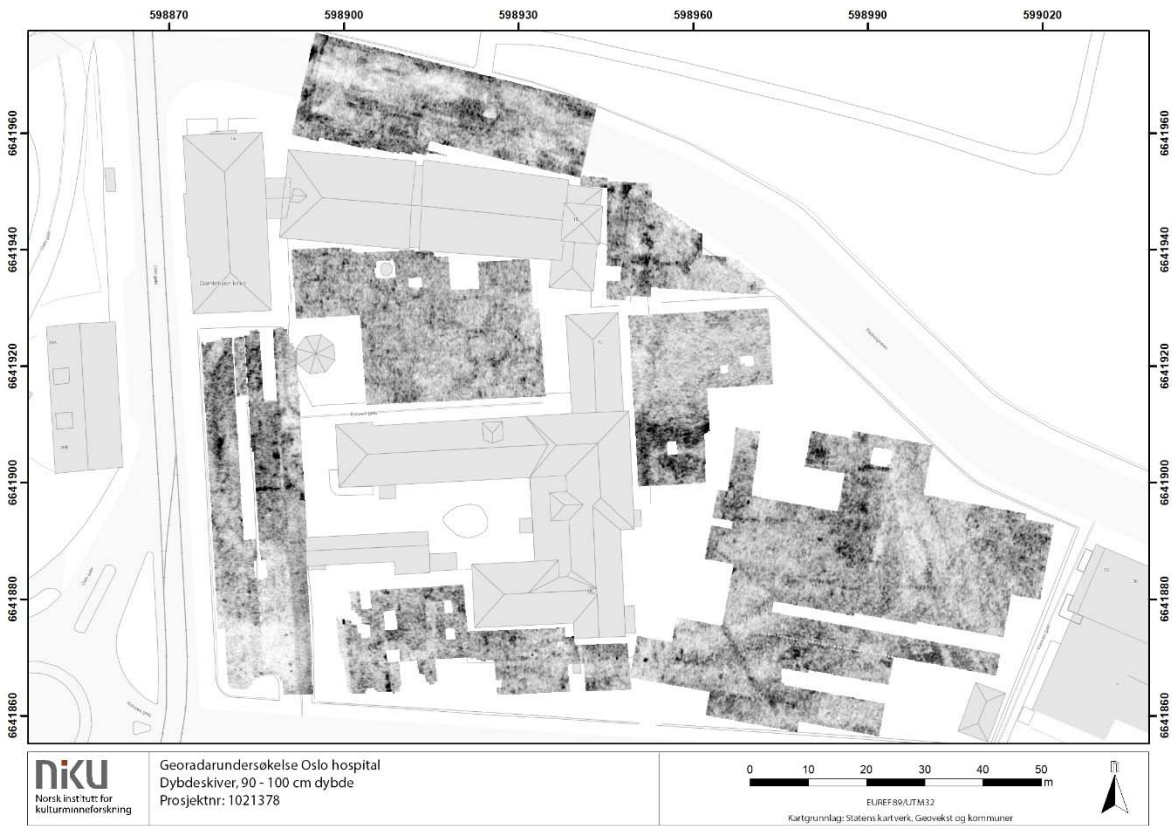 598870 598900 598930 598960 598990 599020
6641960 6641960
6641940 6641940
6641920 6641920
6641900 6641900
6641880 6641880
6641860 6641860
Gamlebyen kirke
niku
Norsk institutt for
kulturminneforskning
Georadarundersøkelse Oslo hospital
Dybdeskiver, 90 - 100 cm dybde
Prosjektnr: 1021378
0 10 20 30 40 50
m
EUREF89/UTM32
Kartgrunnlag: Statens kartverk, Geovekst og kommuner
n